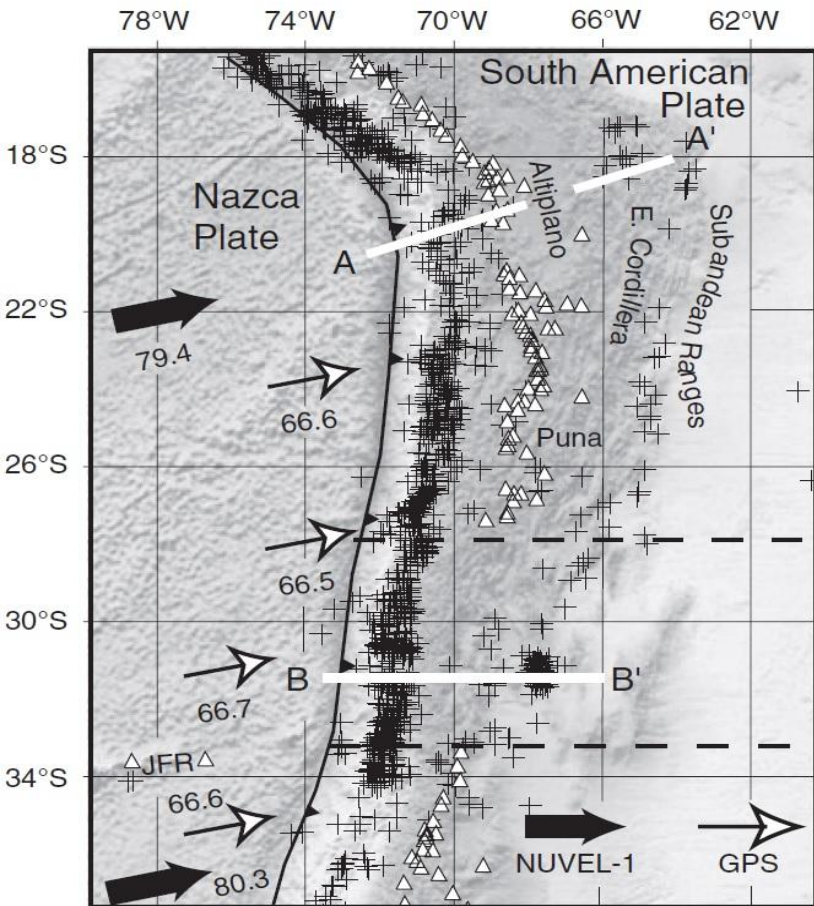 78°W 74°W 70°W 66°W 62°W
South American
Plate
A'
18°S
Nazca
Plate
Altiplano
A
E. Cordillera
Subandean Ranges
22°S
79.4
66.6
Puna
26°S
66.5
30°S
B
B'
66.7
JFR
34°S
66.6
NUVEL-1
GPS
80.3